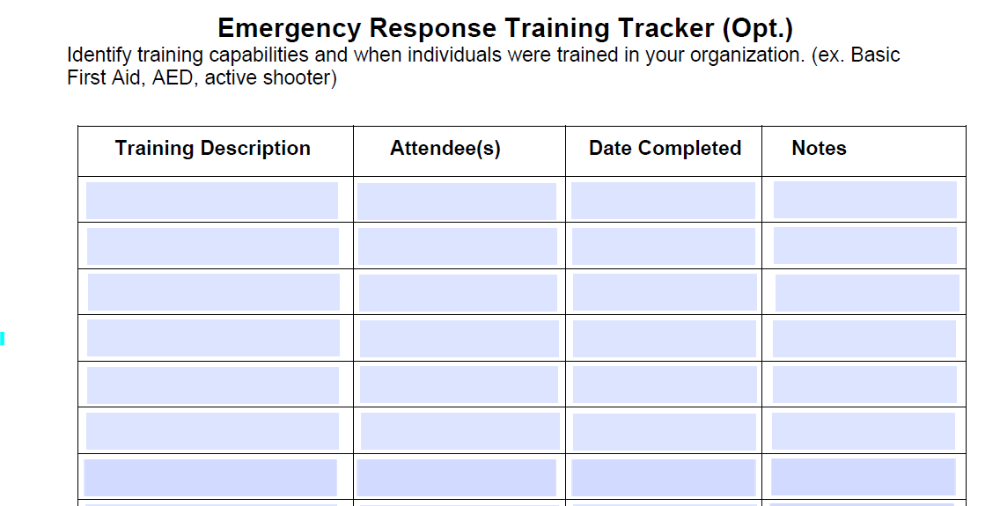 Emergency Response Training Tracker (Opt.)
Identify training capabilities and when individuals were trained in your organization. (ex. Basic
First Aid, AED, active shooter)
Training Description Attendee(s) Date Completed Notes